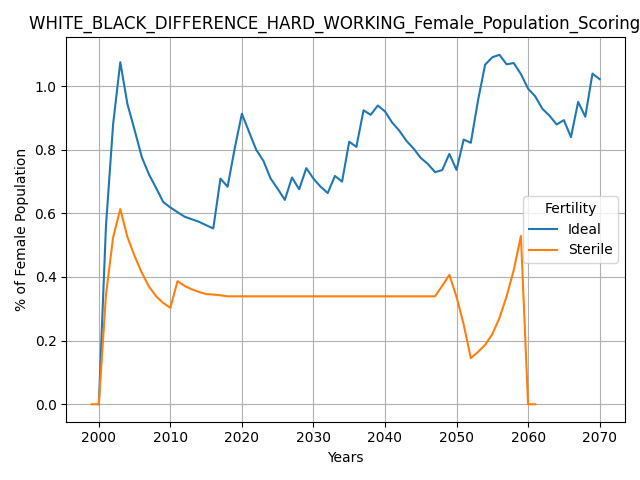 WHITE_BLACK_DIFFERENCE_HARD_WORKING_Female_Population_Scoring
% of Female Population
1.0
0.8
0.6
0.4
0.2
0.0
Fertility
Ideal
Sterile
2000 2010 2020 2030 2040 2050 2060 2070
Years